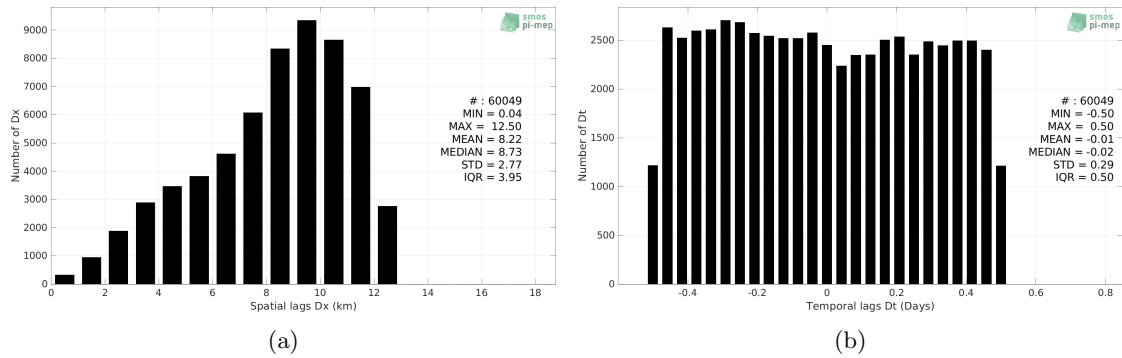 smos
pi-mep
9000
8000
7000
6000
5000
4000
3000
2000
1000
0
Number of Dx
# : 60049
MIN = 0.04
MAX = 12.50
MEAN = 8.22
MEDIAN = 8.73
STD = 2.77
IQR = 3.95
0 2 4 6 8 10 12 14 16 18
Spatial lags Dx (km)
(a)
smos
pi-mep
2500
2000
1500
1000
500
0
Number of Dt
# : 60049
MIN = -0.50
MAX = 0.50
MEAN = -0.01
MEDIAN = -0.02
STD = 0.29
IQR = 0.50
-0.4 -0.2 0 0.2 0.4 0.6 0.8
Temporal lags Dt (Days)
(b)